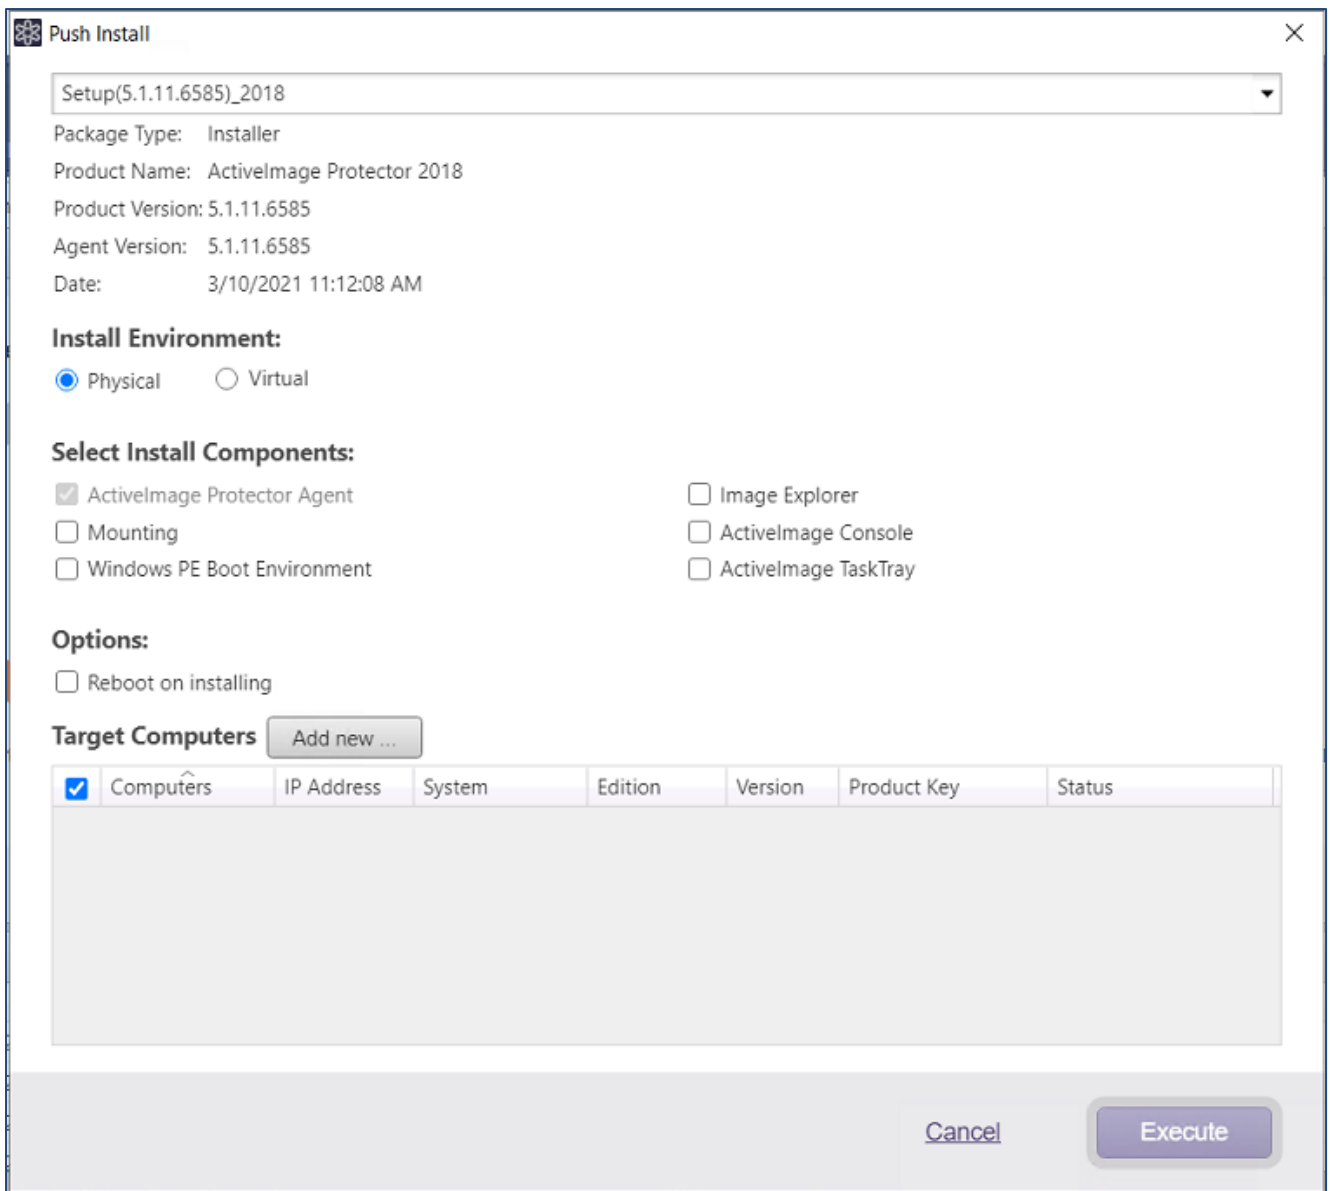 Push Install
Setup(5.1.11.6585)_2018
Package Type: Installer
Product Name: ActiveImage Protector 2018
Product Version: 5.1.11.6585
Agent Version: 5.1.11.6585
Date: 3/10/2021 11:12:08 AM
Install Environment:
Physical Virtual
Select Install Components:
ActiveImage Protector Agent Image Explorer
Mounting ActiveImage Console
Windows PE Boot Environment ActiveImage TaskTray
Options:
Reboot on installing
Target Computers Add new ...
Computers IP Address System Edition Version Product Key Status
Cancel Execute